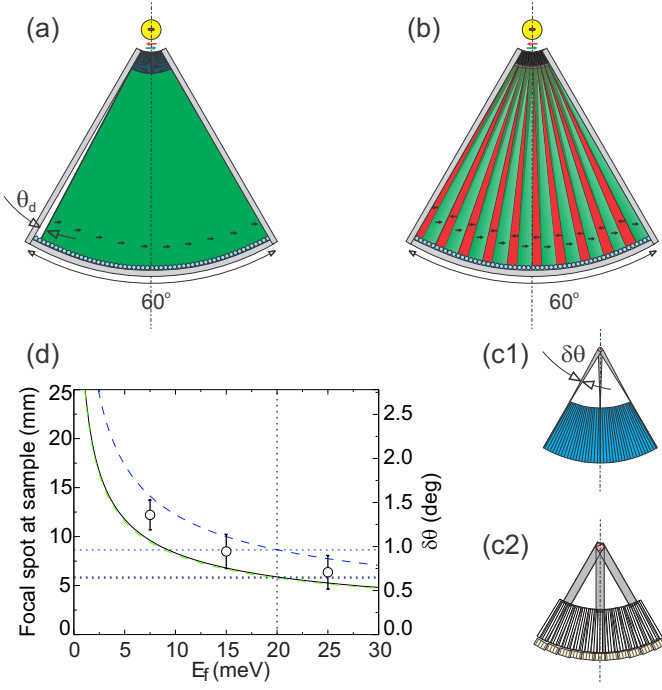 (a)
(b)
θd
60°
60°
(d)
(c1)
δθ
25
20
15
10
5
0
Focal spot at sample (mm)
2.5
2.0
1.5
1.0
0.5
0.0
δθ (deg)
0 5 10 15 20 25 30
Ef (meV)
(c2)